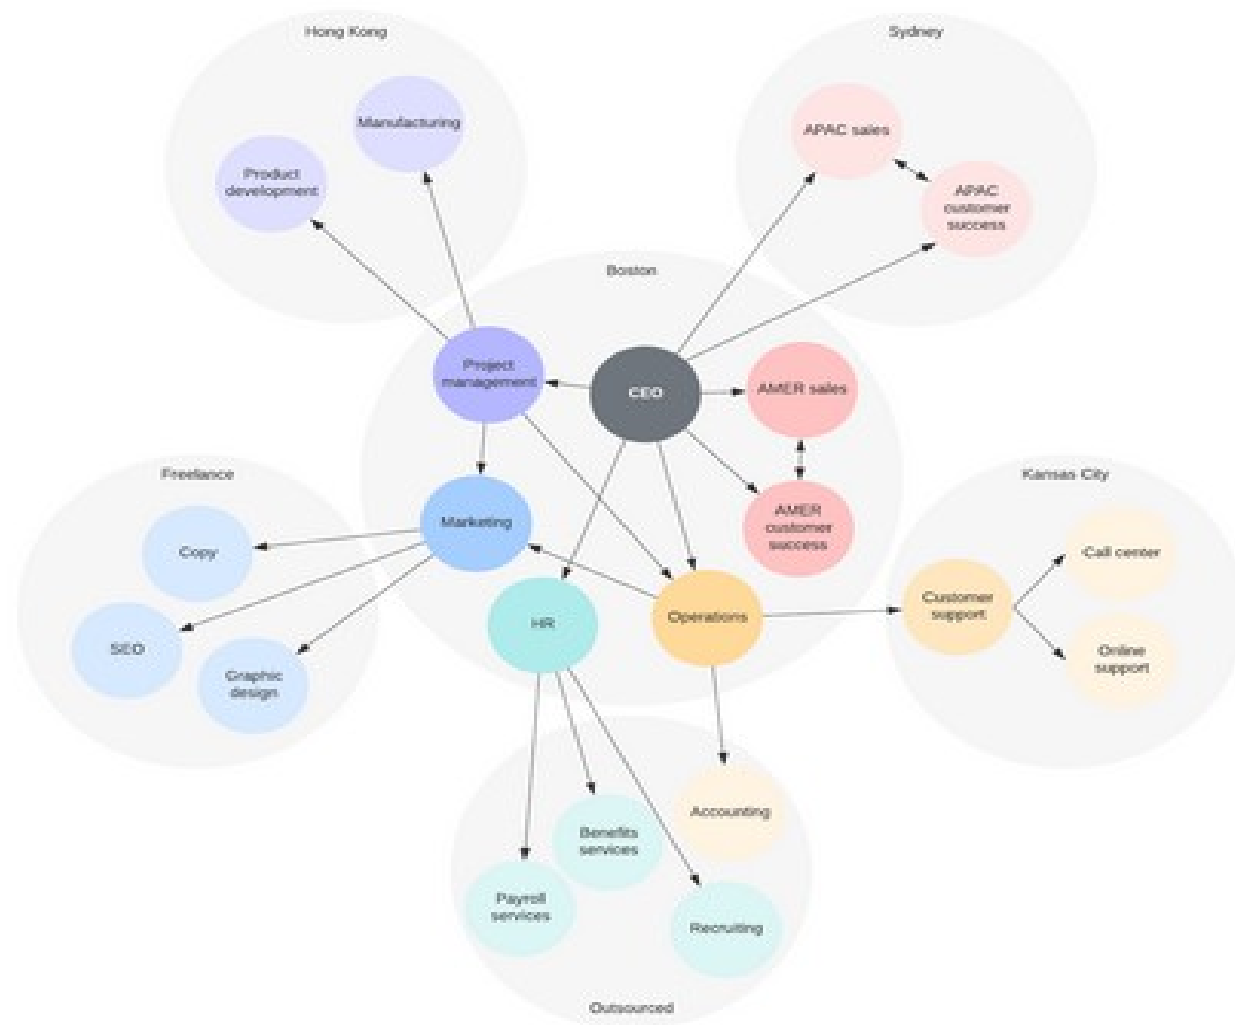 Hong Kong
Sydney
Manufacturing
APAC sales
Product
development
APAC
customer
success
Boston
Project
management
CEO
AMER sales
Freelance
Kansas City
Copy
Marketing
AMER
customer
success
Call center
SEO
Graphic
design
HR
Operations
Customer
support
Online
support
Accounting
Benefits
services
Payroll
services
Recruiting
Outsourced